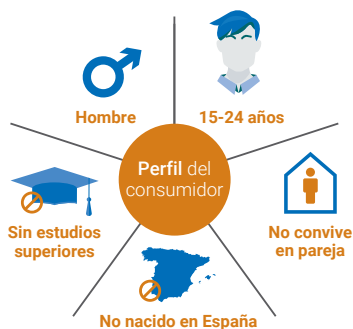 Hombre
15-24 años
Perfil del
consumidor
Sin estudios
superiores
No convive
en pareja
No nacido en España